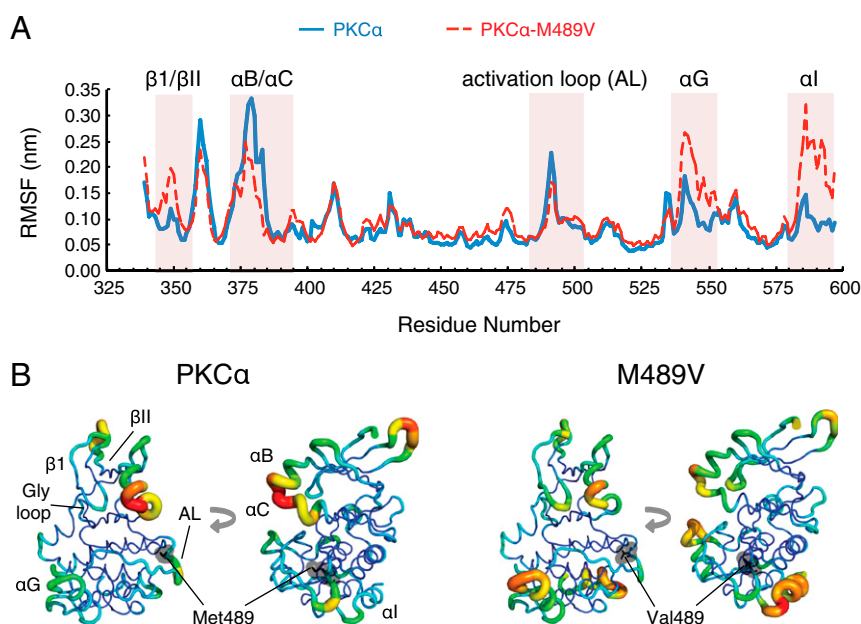 A
PKCα
PKCα-M489V
β1/βII
αB/αC
activation loop (AL)
αG
αI
0.35
0.30
0.25
0.20
0.15
0.10
0.05
0.00
RMSF (nm)
325 350 375 400 425 450 475 500 525 550 575 600
Residue Number
B
PKCα
M489V
βII
β1
Gly
loop
AL
αG
Met489
αB
αC
αI
Val489